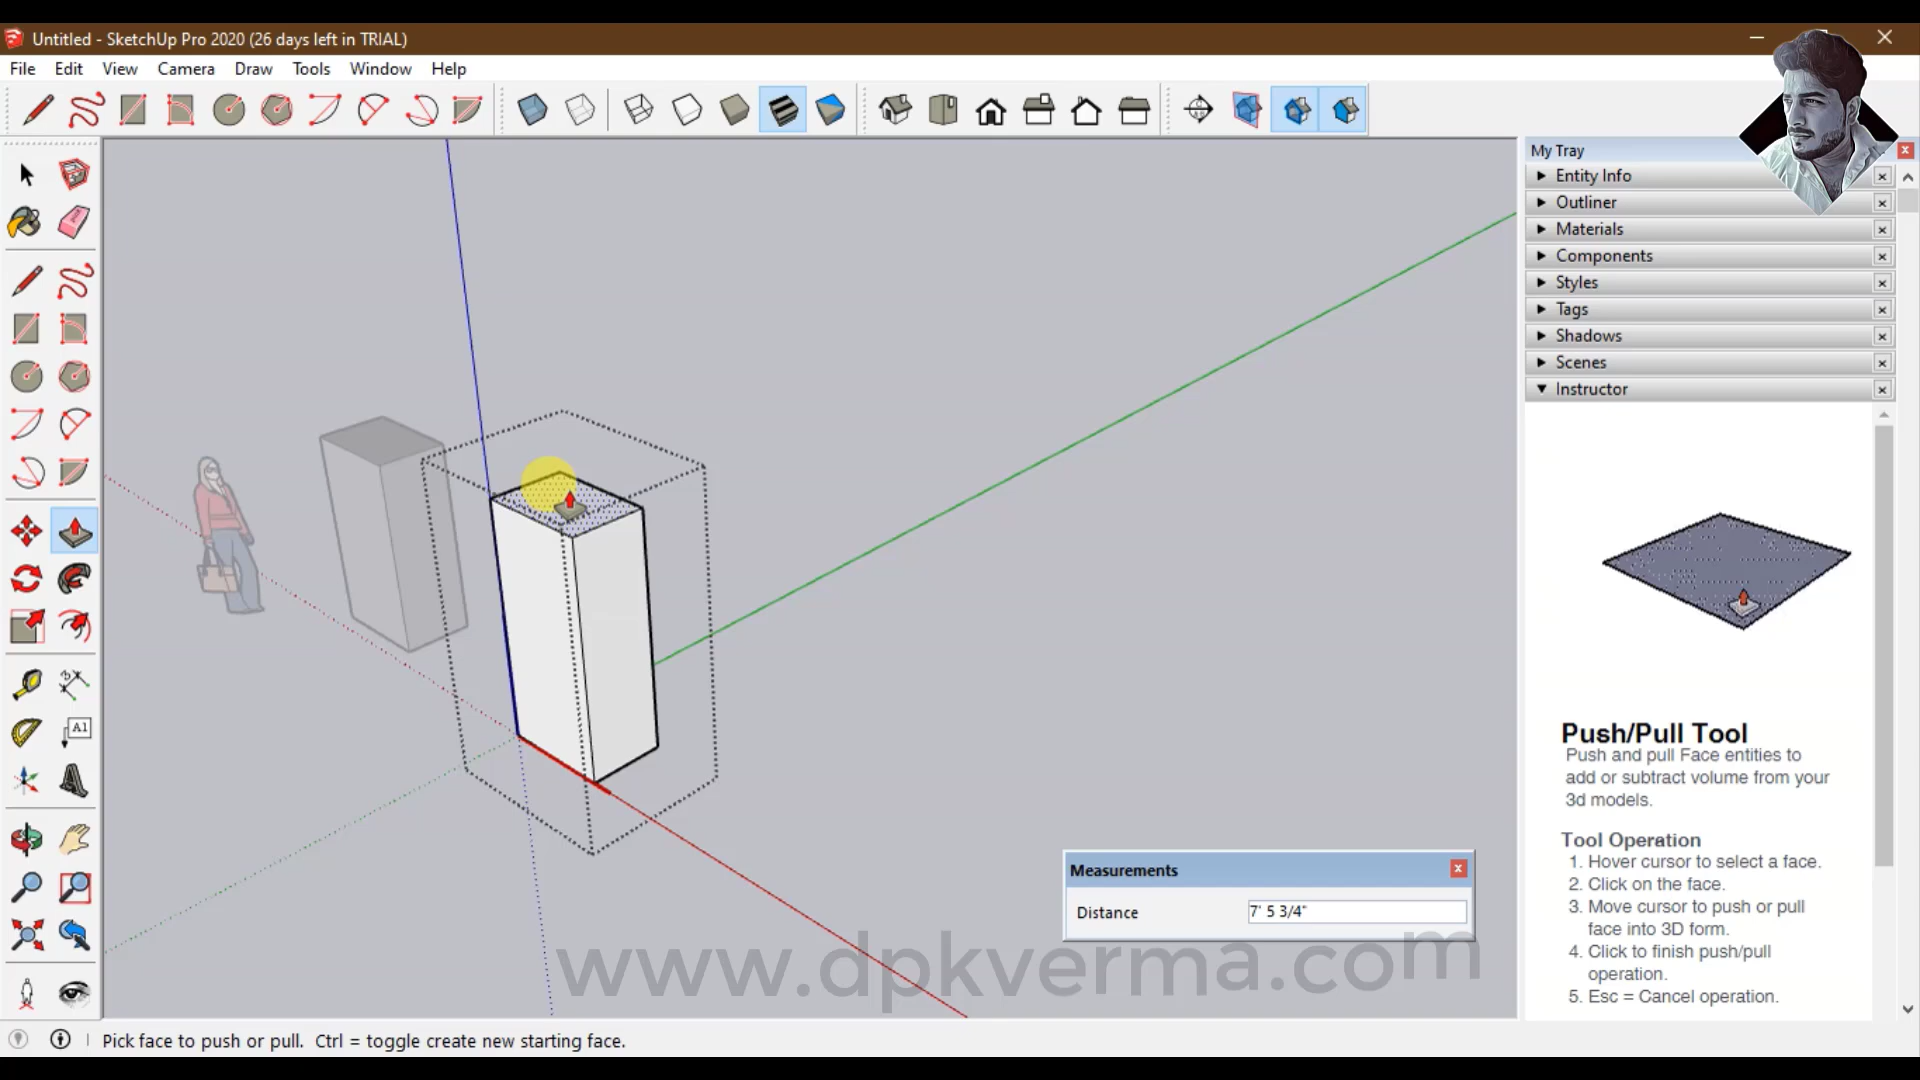 Untitled - SketchUp Pro 2020 (26 days left in TRIAL)
File Edit View Camera Draw Tools Window Help
My Tray
Entity Info
Outliner
Materials
Components
Styles
Tags
Shadows
Scenes
Instructor
A1
Push/Pull Tool
Push and pull Face entities to
add or subtract volume from your
3d models.
Tool Operation
1. Hover cursor to select a face.
2. Click on the face.
3. Move cursor to push or pull
face into 3D form.
4. Click to finish push/pull
operation.
5. Esc = Cancel operation.
Measurements
Distance 7' 5 3/4"
www.dpkverma.com
Pick face to push or pull. Ctrl = toggle create new starting face.